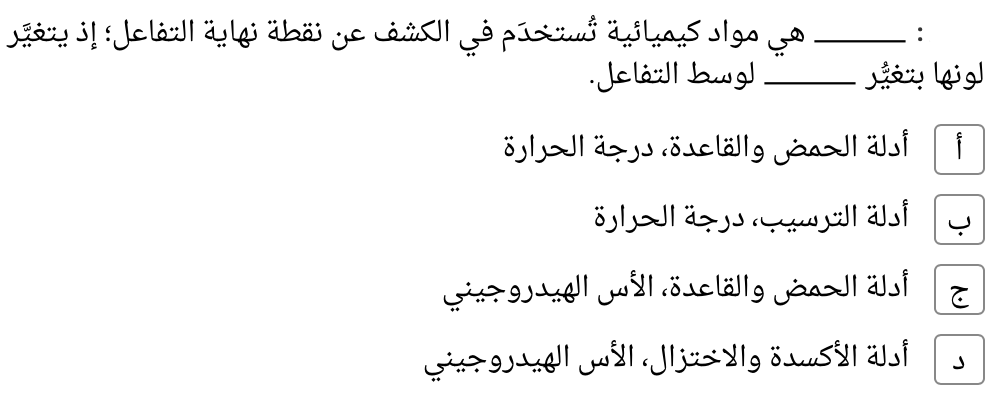 : ______ هي مواد كيميائية تُستخدَم في الكشف عن نقطة نهاية التفاعل؛ إذ يتغيَّر
لونها بتغيُّر ______ لوسط التفاعل.
أ أدلة الحمض والقاعدة، درجة الحرارة
ب أدلة الترسيب، درجة الحرارة
ج أدلة الحمض والقاعدة، الأس الهيدروجيني
د أدلة الأكسدة والاختزال، الأس الهيدروجيني